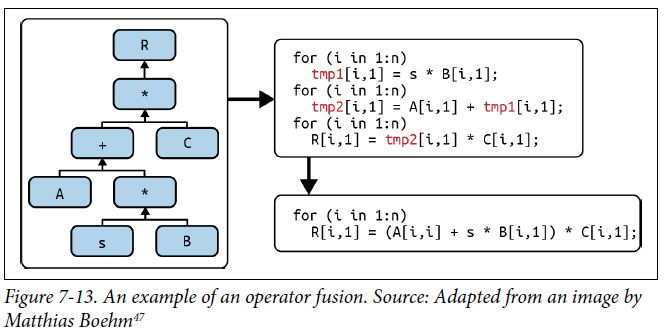 R
*
+
C
A
*
s
B
for (i in 1:n)
tmp1[i,1] = s * B[i,1];
for (i in 1:n)
tmp2[i,1] = A[i,1] + tmp1[i,1];
for (i in 1:n)
R[i,1] = tmp2[i,1] * C[i,1];
for (i in 1:n)
R[i,1] = (A[i,i] + s * B[i,1]) * C[i,1];
Figure 7-13. An example of an operator fusion. Source: Adapted from an image by
Matthias Boehm⁴⁷